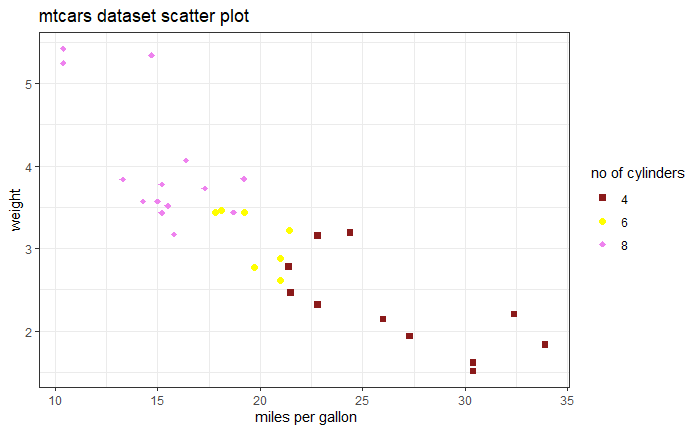 mtcars dataset scatter plot
5
4
3
2
weight
10 15 20 25 30 35
miles per gallon
no of cylinders
4
6
8